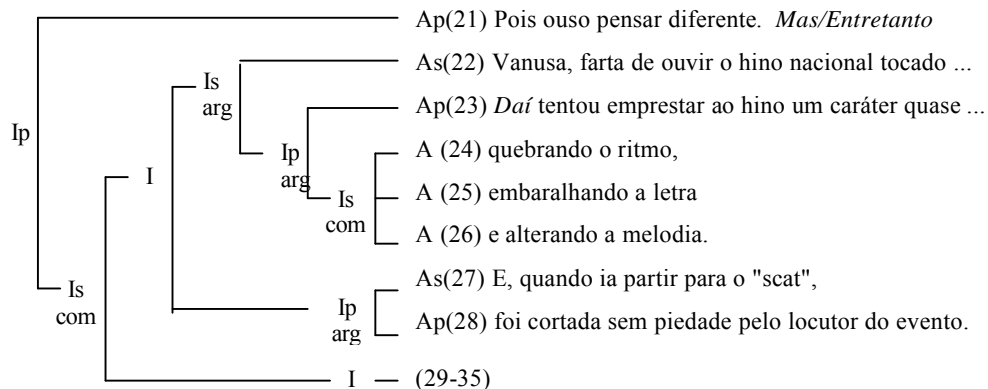 Ap(21) Pois ouso pensar diferente. Mas/Entretanto
As(22) Vanusa, farta de ouvir o hino nacional tocado ...
Is
arg
Ap(23) Daí tentou emprestar ao hino um caráter quase ...
Ip
A (24) quebrando o ritmo,
Ip
arg
I
A (25) embaralhando a letra
Is
com
A (26) e alterando a melodia.
As(27) E, quando ia partir para o "scat",
Is
com
Ip
arg
Ap(28) foi cortada sem piedade pelo locutor do evento.
I
(29-35)